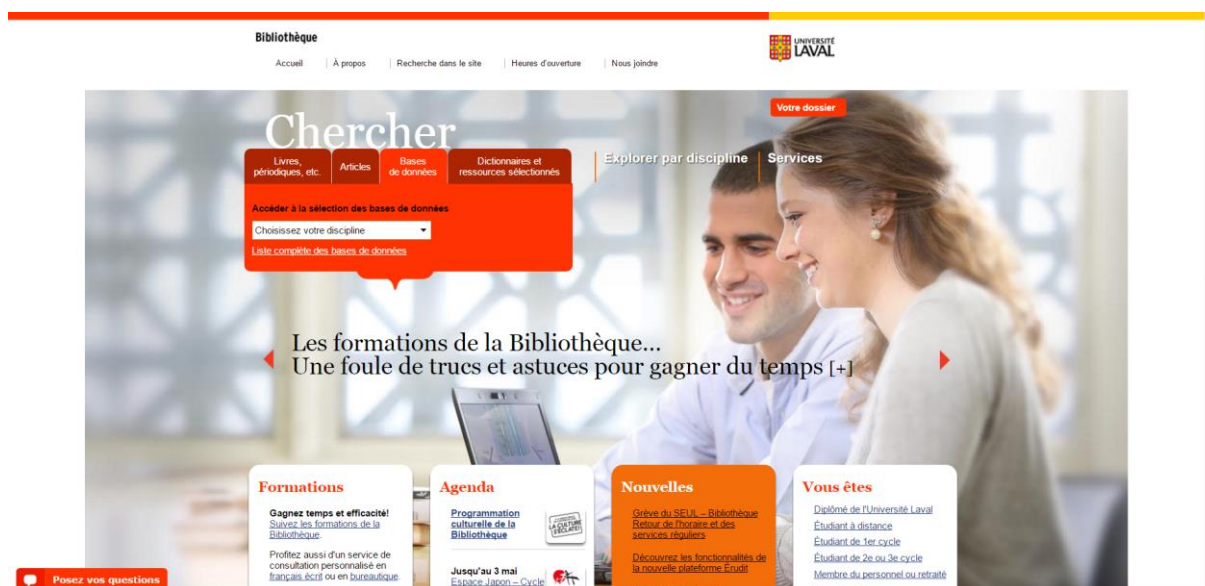 Bibliothèque
UNIVERSITÉ
LAVAL
Accueil
À propos
Recherche dans le site
Heures d'ouverture
Nous joindre
Votre dossier
Chercher
Livres,
périodiques, etc.
Articles
Bases
de données
Dictionnaires et
ressources sélectionnés
Explorer par discipline
Services
Accéder à la sélection des bases de données
Choisissez votre discipline
Liste complète des bases de données
Les formations de la Bibliothèque...
Une foule de trucs et astuces pour gagner du temps [+]
Formations
Gagnez temps et efficacité!
Suivez les formations de la
Bibliothèque.
Profitez aussi d'un service de
consultation personnalisé en
français écrit ou en bureautique.
Agenda
Programmation
culturelle de la
Bibliothèque
LA CULTURE
S'ÉCLATE!
Jusqu'au 3 mai
Espace Japon – Cycle
Nouvelles
Grève du SEUL – Bibliothèque
Retour de l'horaire et des
services réguliers
Découvrez les fonctionnalités de
la nouvelle plateforme Érudit
Vous êtes
Diplômé de l'Université Laval
Étudiant à distance
Étudiant de 1er cycle
Étudiant de 2e ou 3e cycle
Membre du personnel ou retraité
Posez vos questions